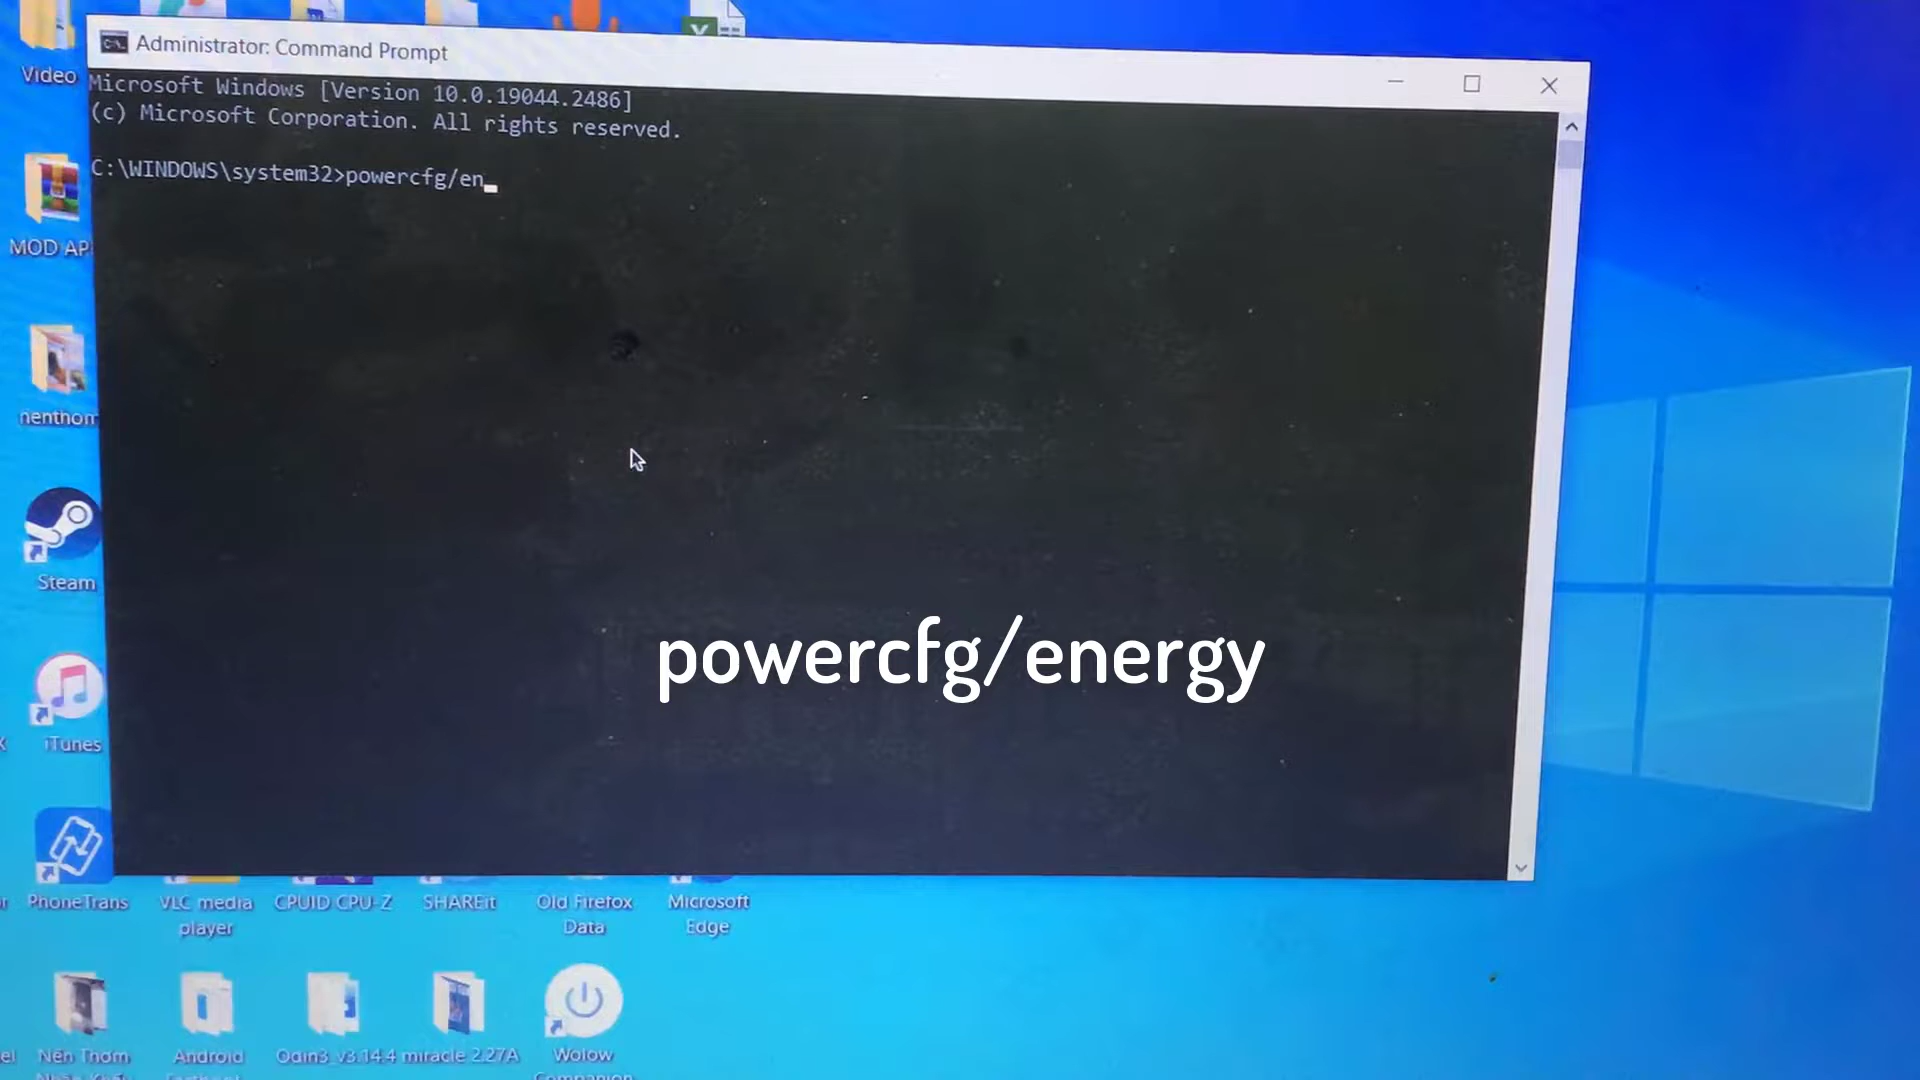 Administrator: Command Prompt
Microsoft Windows [Version 10.0.19044.2486]
(c) Microsoft Corporation. All rights reserved.
C:\WINDOWS\system32>powercfg/en
powercfg/energy
Video
MOD AP
nenthom
Steam
iTunes
PhoneTrans
VLC media
player
CPUID CPU-Z
SHAREit
Old Firefox
Data
Microsoft
Edge
Nến Thơm
Android
Odin3_v3.14.4
miracle 2.27A
Wolow
Companion